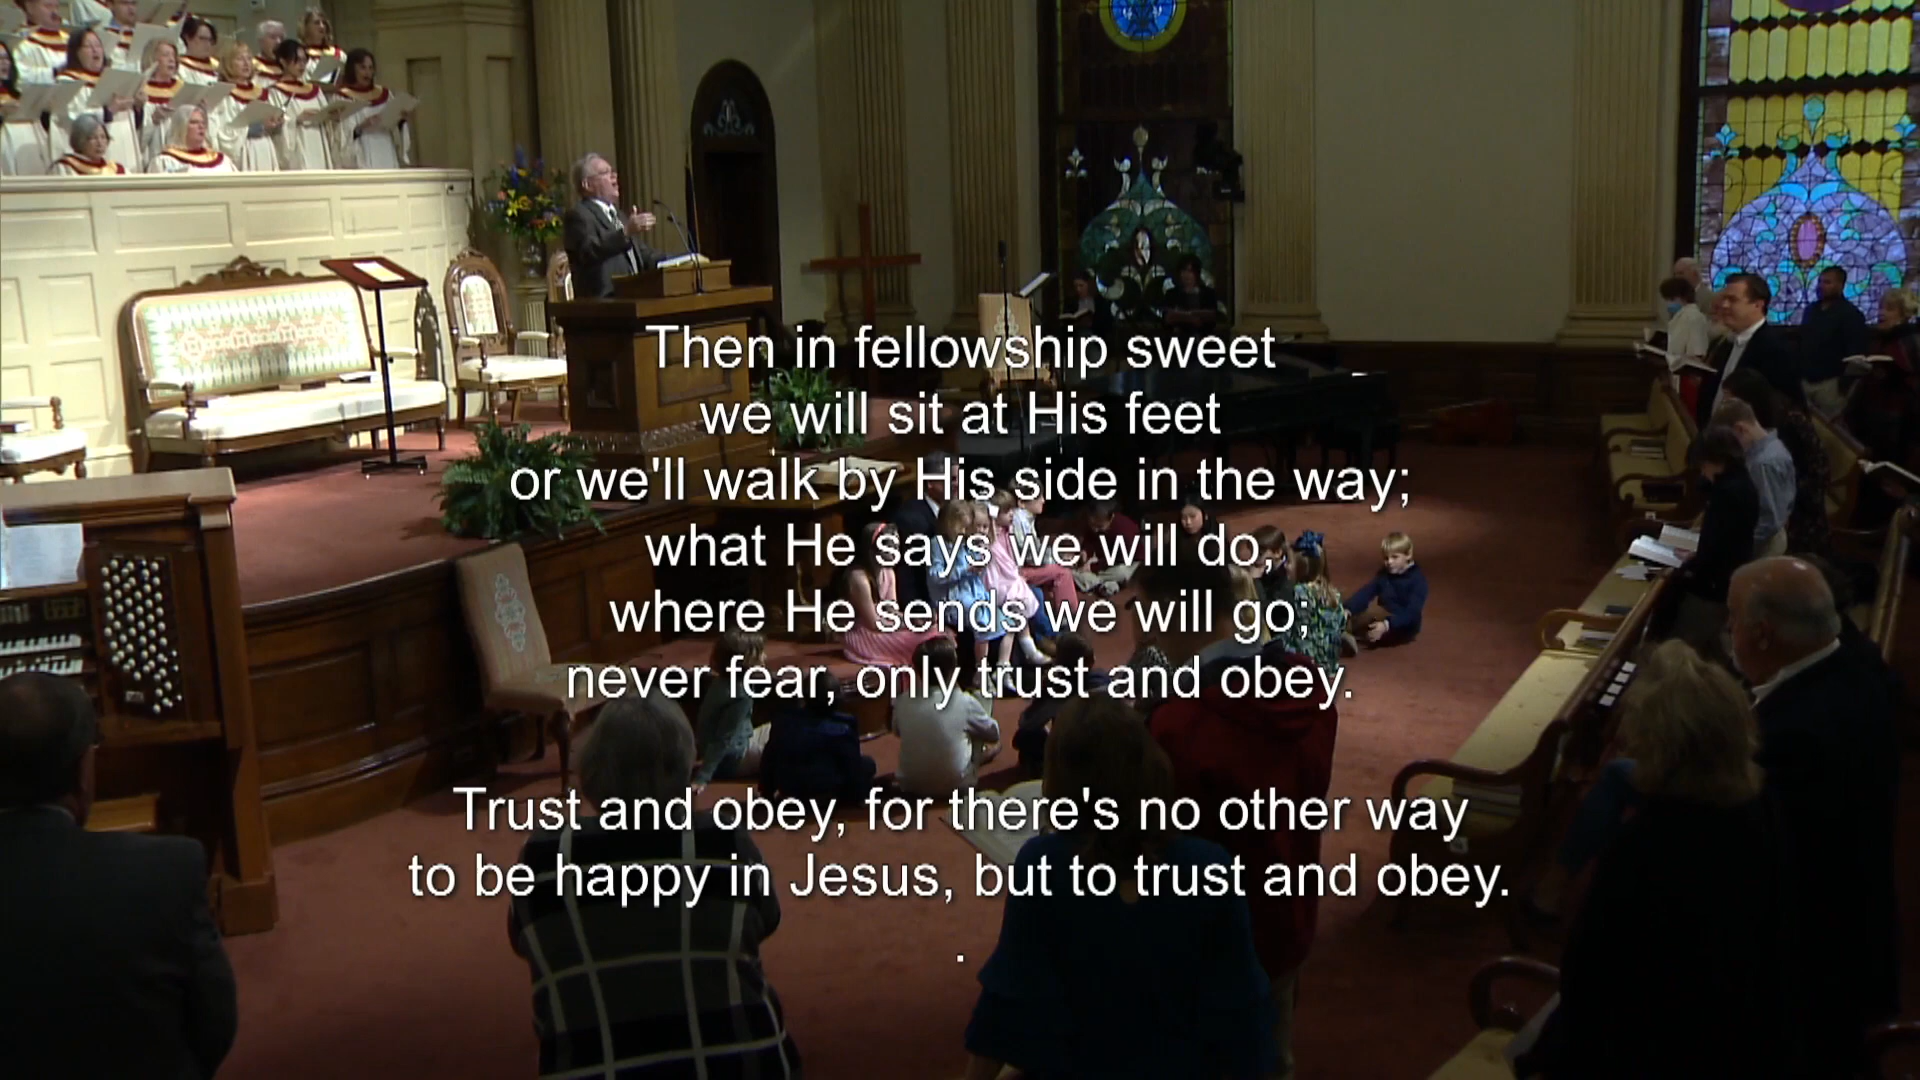 Then in fellowship sweet
we will sit at His feet
or we'll walk by His side in the way;
what He says we will do,
where He sends we will go;
never fear, only trust and obey.
Trust and obey, for there's no other way
to be happy in Jesus, but to trust and obey.
.